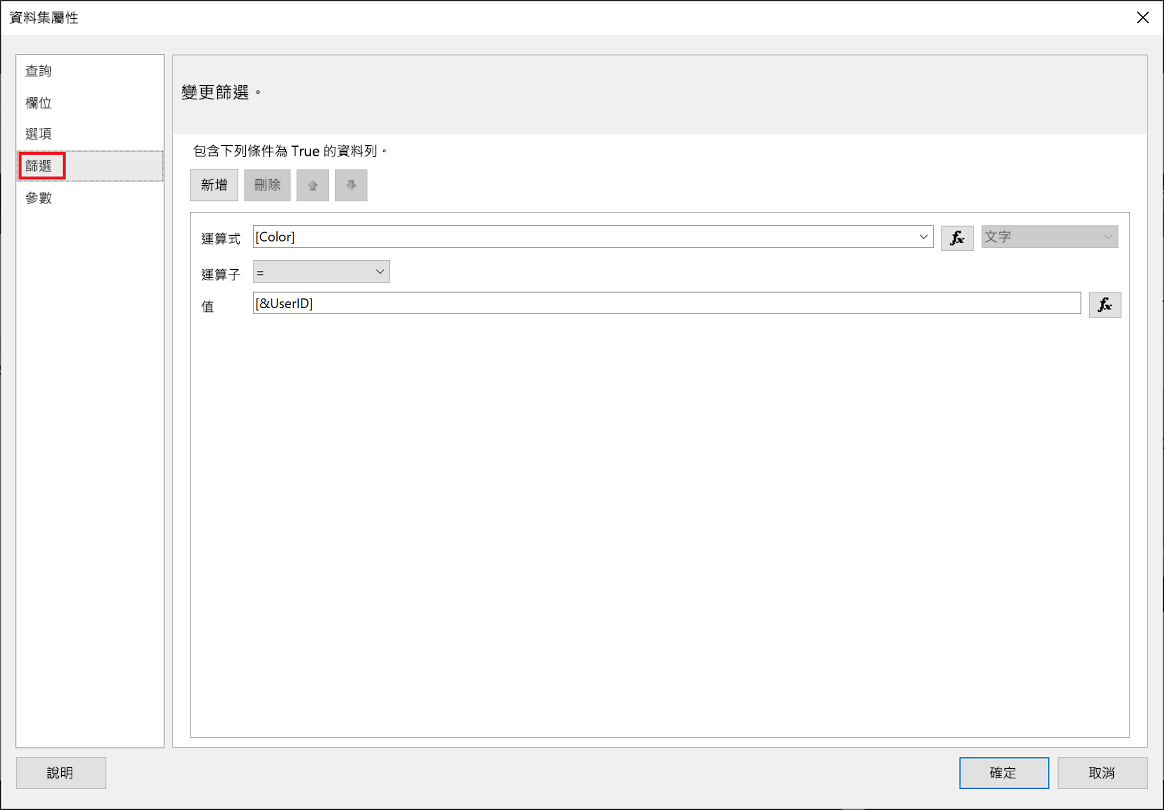 資料集屬性
查詢
欄位
選項
篩選
參數
變更篩選。
包含下列條件為 True 的資料列。
新增 刪除
運算式 [Color] fx 文字
運算子 =
值 [&UserID] fx
說明 確定 取消